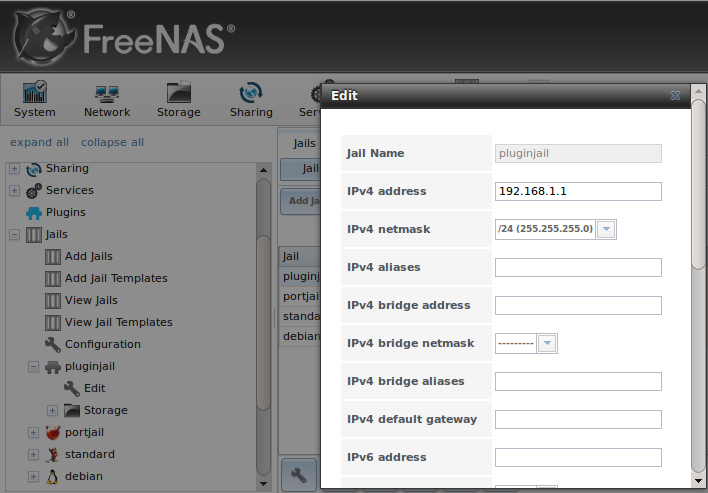 FreeNAS®
System
Network
Storage
Sharing
Serv
expand all collapse all
Sharing
Services
Plugins
Jails
Add Jails
Add Jail Templates
View Jails
View Jail Templates
Configuration
pluginjail
Edit
Storage
portjail
standard
debian
Jails
Jail
Add Ja
Jail
pluginj
portjai
standa
debian
Edit
Jail Name pluginjail
IPv4 address 192.168.1.1
IPv4 netmask /24 (255.255.255.0)
IPv4 aliases
IPv4 bridge address
IPv4 bridge netmask ---------
IPv4 bridge aliases
IPv4 default gateway
IPv6 address